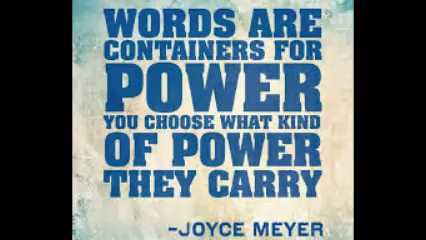 WORDS ARE
CONTAINERS FOR
POWER
YOU CHOOSE WHAT KIND
OF POWER
THEY CARRY
-JOYCE MEYER